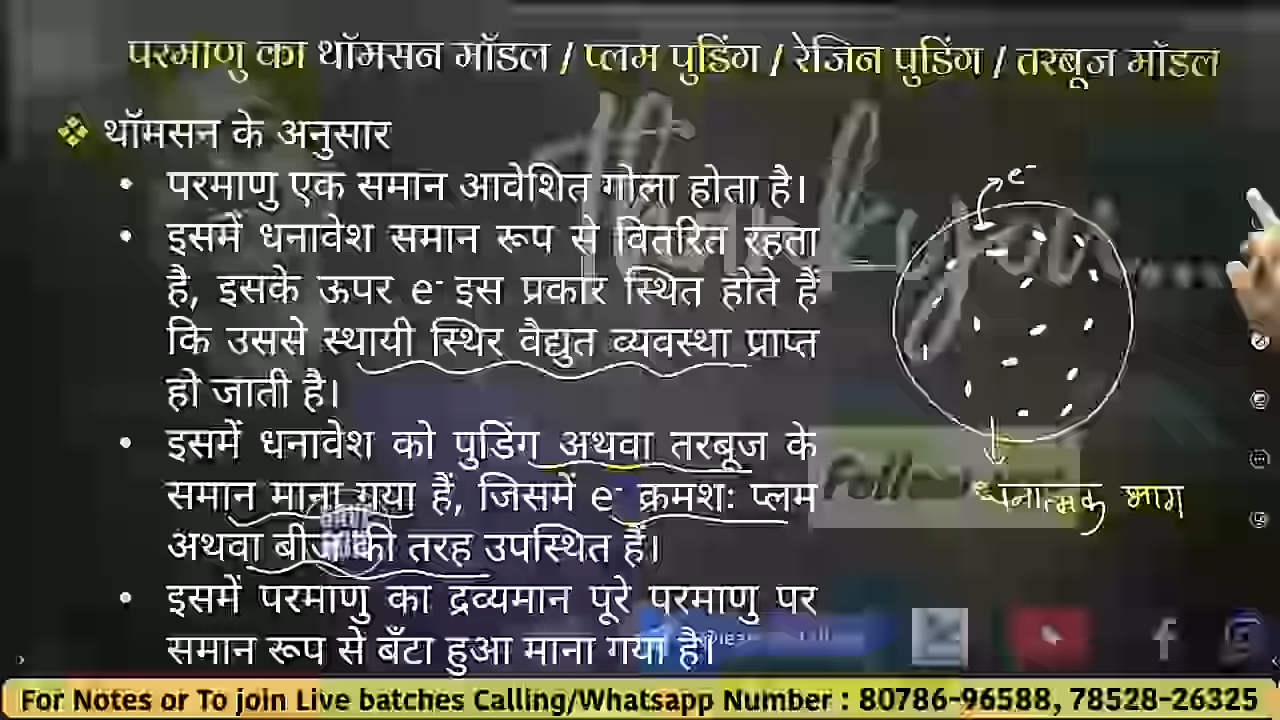 परमाणु का थॉमसन मॉडल / प्लम पुडिंग / रेजिन पुडिंग / तरबूज मॉडल
थॉमसन के अनुसार
• परमाणु एक समान आवेशित गोला होता है।
• इसमें धनावेश समान रूप से वितरित रहता
है, इसके ऊपर e⁻ इस प्रकार स्थित होते हैं
कि उससे स्थायी स्थिर वैद्युत व्यवस्था प्राप्त
हो जाती है।
• इसमें धनावेश को पुडिंग अथवा तरबूज के
समान माना गया हैं, जिसमें e⁻ क्रमशः प्लम
अथवा बीज की तरह उपस्थित हैं।
• इसमें परमाणु का द्रव्यमान पूरे परमाणु पर
समान रूप से बँटा हुआ माना गया है।
e⁻
धनात्मक भाग
Thank you
Follow
For Notes or To join Live batches Calling/Whatsapp Number : 80786-96588, 78528-26325